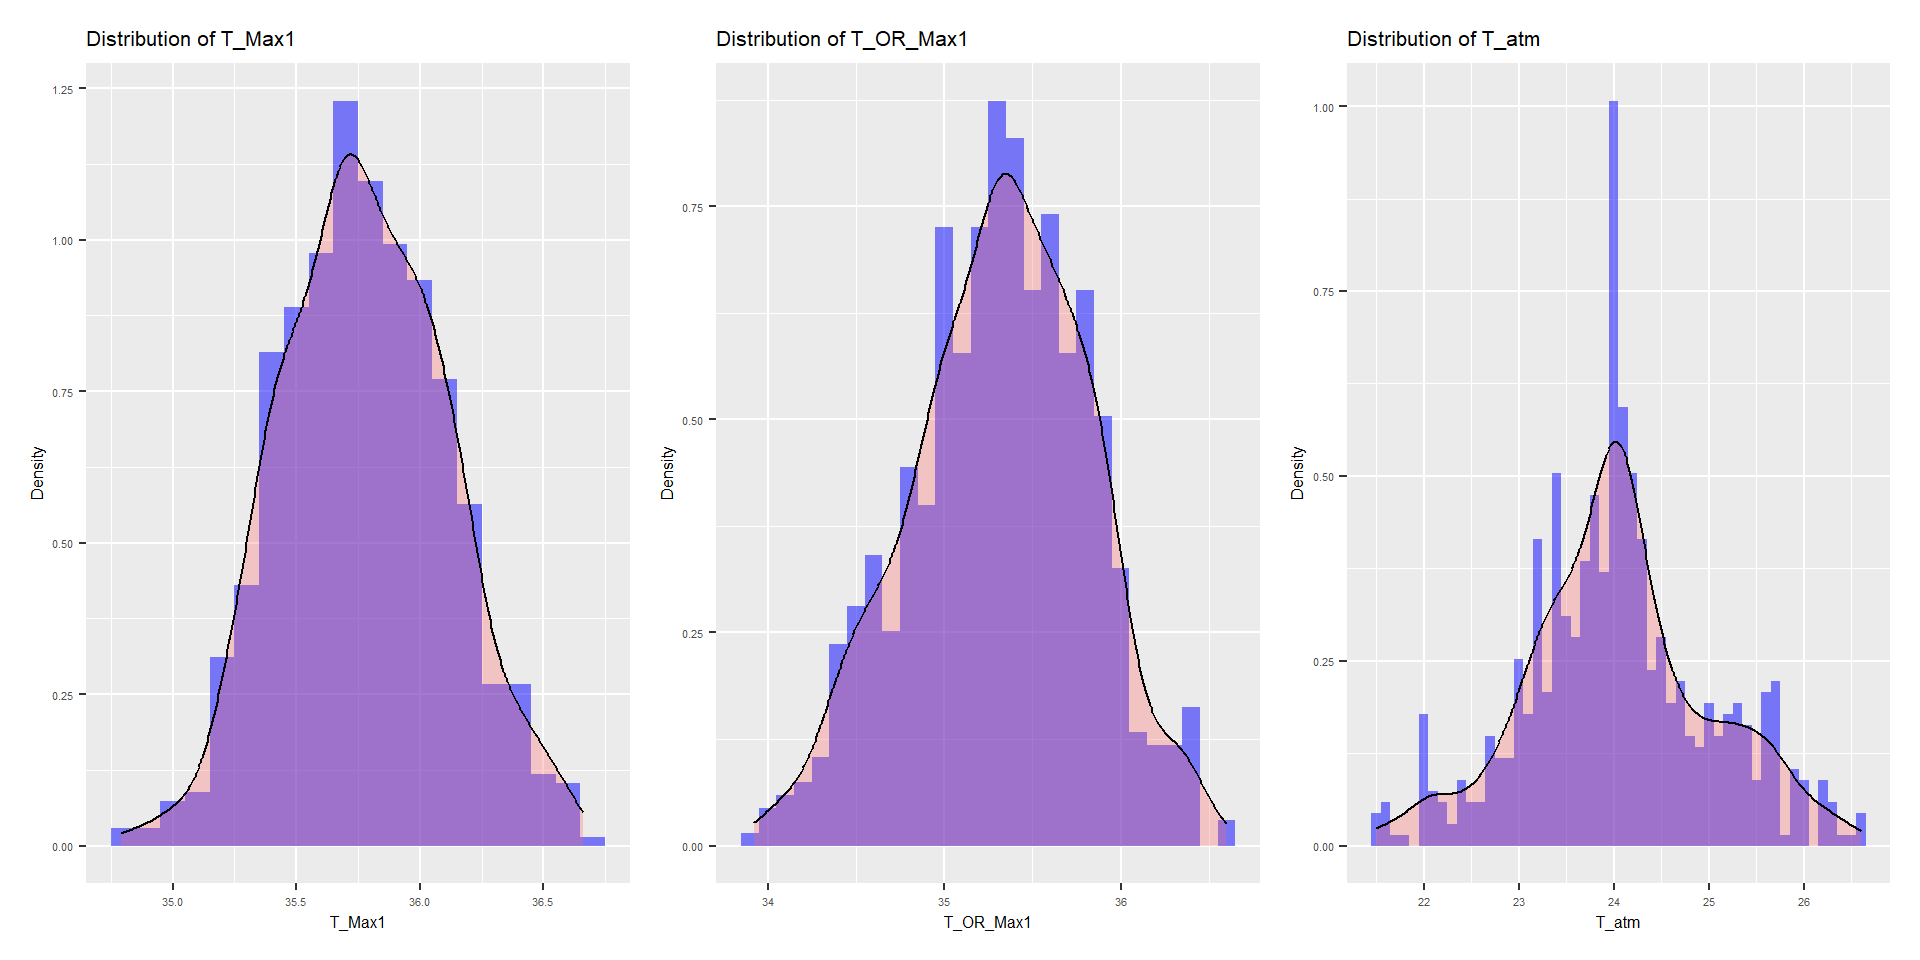 Distribution of T_Max1
1.25
1.00
0.75
0.50
0.25
0.00
Density
35.0 35.5 36.0 36.5
T_Max1
Distribution of T_OR_Max1
0.75
0.50
0.25
0.00
Density
34 35 36
T_OR_Max1
Distribution of T_atm
1.00
0.75
0.50
0.25
0.00
Density
22 23 24 25 26
T_atm